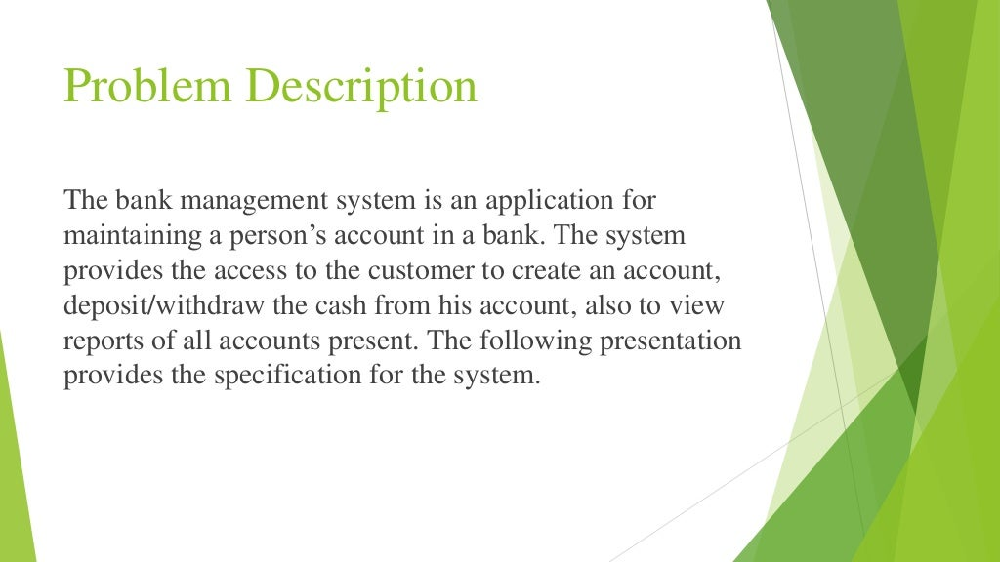 Problem Description
The bank management system is an application for
maintaining a person’s account in a bank. The system
provides the access to the customer to create an account,
deposit/withdraw the cash from his account, also to view
reports of all accounts present. The following presentation
provides the specification for the system.